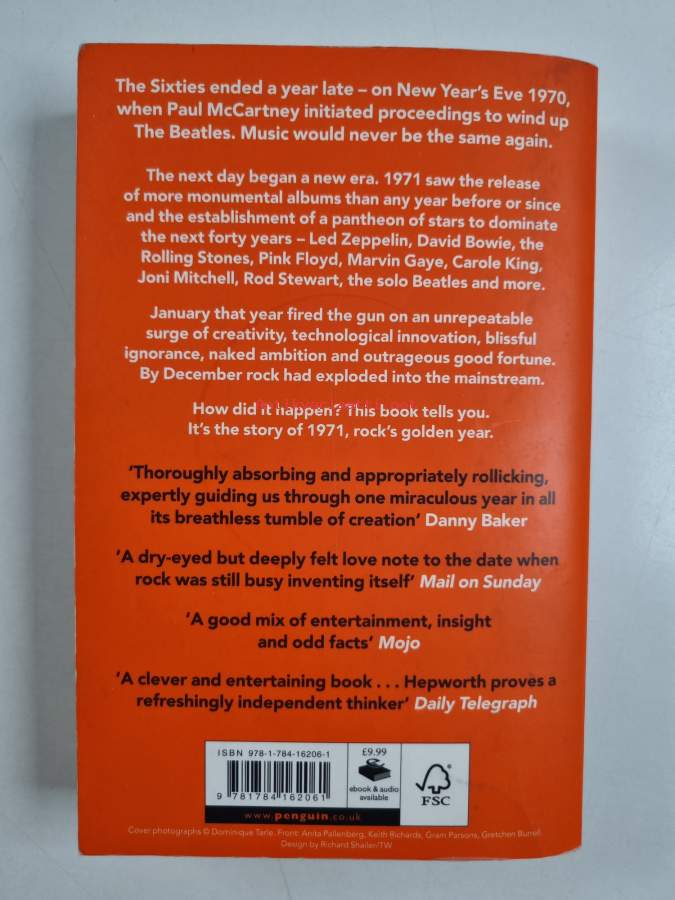 The Sixties ended a year late – on New Year's Eve 1970,
when Paul McCartney initiated proceedings to wind up
The Beatles. Music would never be the same again.
The next day began a new era. 1971 saw the release
of more monumental albums than any year before or since
and the establishment of a pantheon of stars to dominate
the next forty years – Led Zeppelin, David Bowie, the
Rolling Stones, Pink Floyd, Marvin Gaye, Carole King,
Joni Mitchell, Rod Stewart, the solo Beatles and more.
January that year fired the gun on an unrepeatable
surge of creativity, technological innovation, blissful
ignorance, naked ambition and outrageous good fortune.
By December rock had exploded into the mainstream.
How did it happen? This book tells you.
It's the story of 1971, rock's golden year.
'Thoroughly absorbing and appropriately rollicking,
expertly guiding us through one miraculous year in all
its breathless tumble of creation' Danny Baker
'A dry-eyed but deeply felt love note to the date when
rock was still busy inventing itself' Mail on Sunday
'A good mix of entertainment, insight
and odd facts' Mojo
'A clever and entertaining book . . . Hepworth proves a
refreshingly independent thinker' Daily Telegraph
ISBN 978-1-784-16206-1
9 781784 162061
£9.99
ebook & audio
available
FSC
www.penguin.co.uk
Cover photographs © Dominique Tarle. Front: Anita Pallenberg, Keith Richards, Gram Parsons, Gretchen Burrell.
Design by Richard Shailer/TW